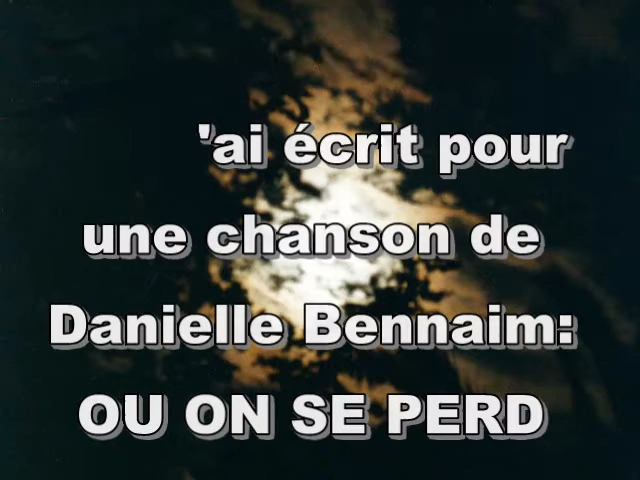 'ai écrit pour
une chanson de
Danielle Bennaim:
OU ON SE PERD